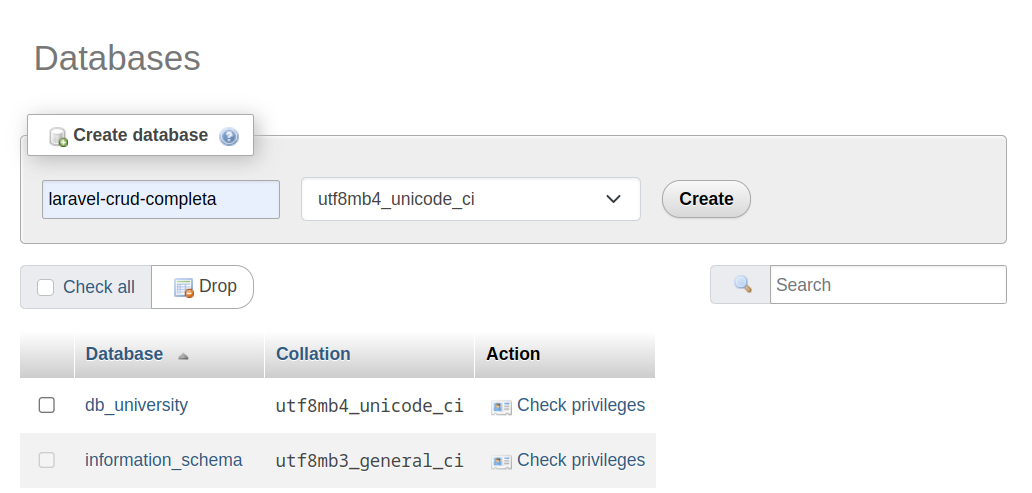 Databases
Create database
laravel-crud-completa utf8mb4_unicode_ci Create
Check all Drop Search
Database Collation Action
db_university utf8mb4_unicode_ci Check privileges
information_schema utf8mb3_general_ci Check privileges